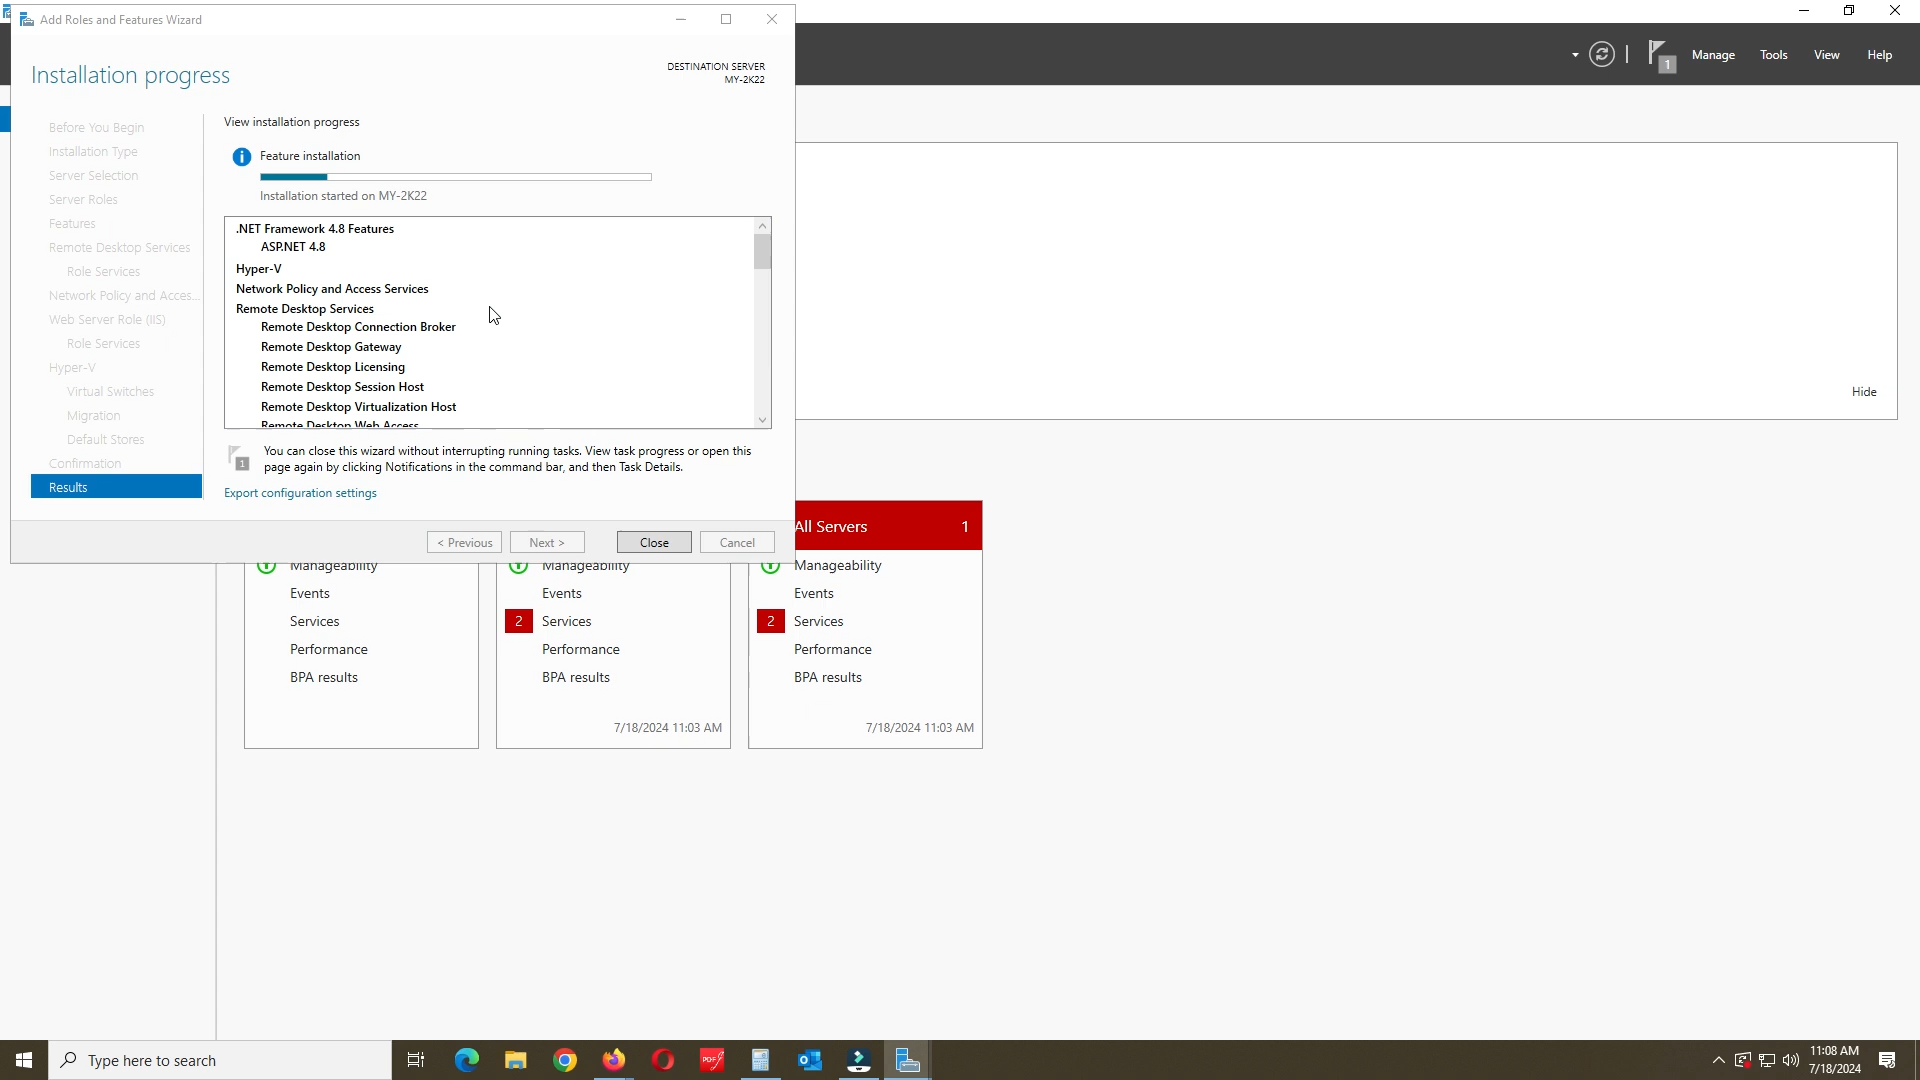 Add Roles and Features Wizard
Installation progress
DESTINATION SERVER
MY-2K22
Manage
Tools
View
Help
1
Before You Begin
Installation Type
Server Selection
Server Roles
Features
Remote Desktop Services
Role Services
Network Policy and Acces...
Web Server Role (IIS)
Role Services
Hyper-V
Virtual Switches
Migration
Default Stores
Confirmation
Results
View installation progress
Feature installation
Installation started on MY-2K22
.NET Framework 4.8 Features
ASP.NET 4.8
Hyper-V
Network Policy and Access Services
Remote Desktop Services
Remote Desktop Connection Broker
Remote Desktop Gateway
Remote Desktop Licensing
Remote Desktop Session Host
Remote Desktop Virtualization Host
Remote Desktop Web Access
1
You can close this wizard without interrupting running tasks. View task progress or open this
page again by clicking Notifications in the command bar, and then Task Details.
Export configuration settings
< Previous
Next >
Close
Cancel
Hide
All Servers 1
Manageability
Events
Services
Performance
BPA results
Manageability
Events
2 Services
Performance
BPA results
7/18/2024 11:03 AM
Manageability
Events
2 Services
Performance
BPA results
7/18/2024 11:03 AM
Type here to search
PDF
11:08 AM
7/18/2024